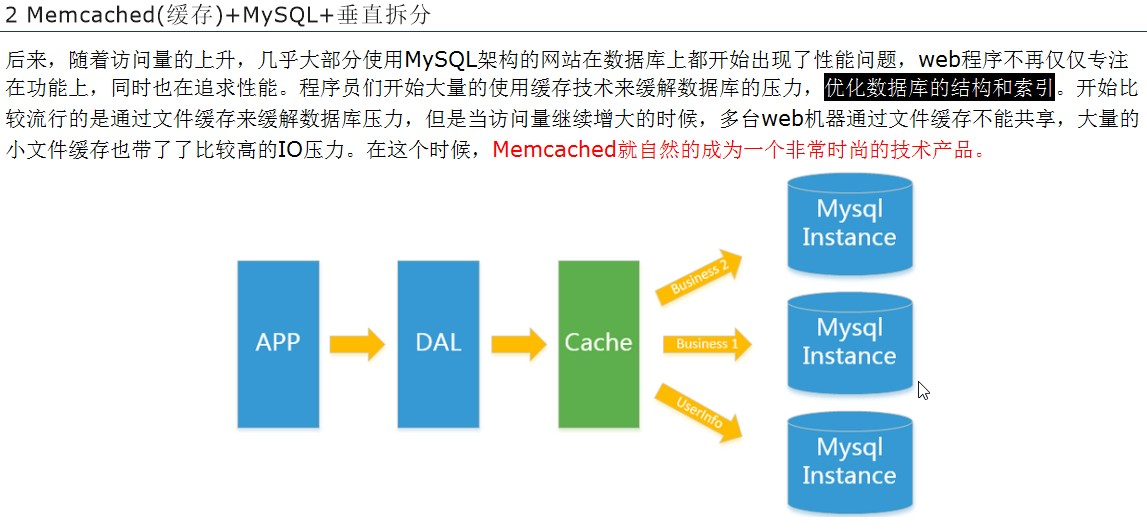 2 Memcached(缓存)+MySQL+垂直拆分
后来，随着访问量的上升，几乎大部分使用MySQL架构的网站在数据库上都开始出现了性能问题，web程序不再仅仅专注
在功能上，同时也在追求性能。程序员们开始大量的使用缓存技术来缓解数据库的压力，优化数据库的结构和索引。开始比
较流行的是通过文件缓存来缓解数据库压力，但是当访问量继续增大的时候，多台web机器通过文件缓存不能共享，大量的
小文件缓存也带了了比较高的IO压力。在这个时候，Memcached就自然的成为一个非常时尚的技术产品。
APP
DAL
Cache
Business 2
Business 1
UserInfo
Mysql
Instance
Mysql
Instance
Mysql
Instance